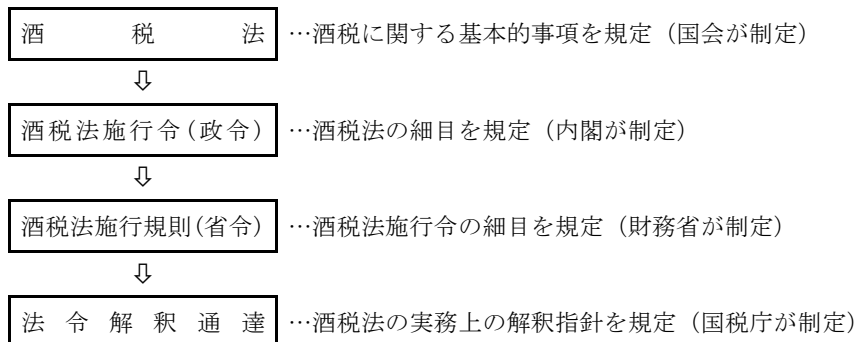 酒税法 …酒税に関する基本的事項を規定（国会が制定）
⇩
酒税法施行令(政令) …酒税法の細目を規定（内閣が制定）
⇩
酒税法施行規則(省令) …酒税法施行令の細目を規定（財務省が制定）
⇩
法令解釈通達 …酒税法の実務上の解釈指針を規定（国税庁が制定）